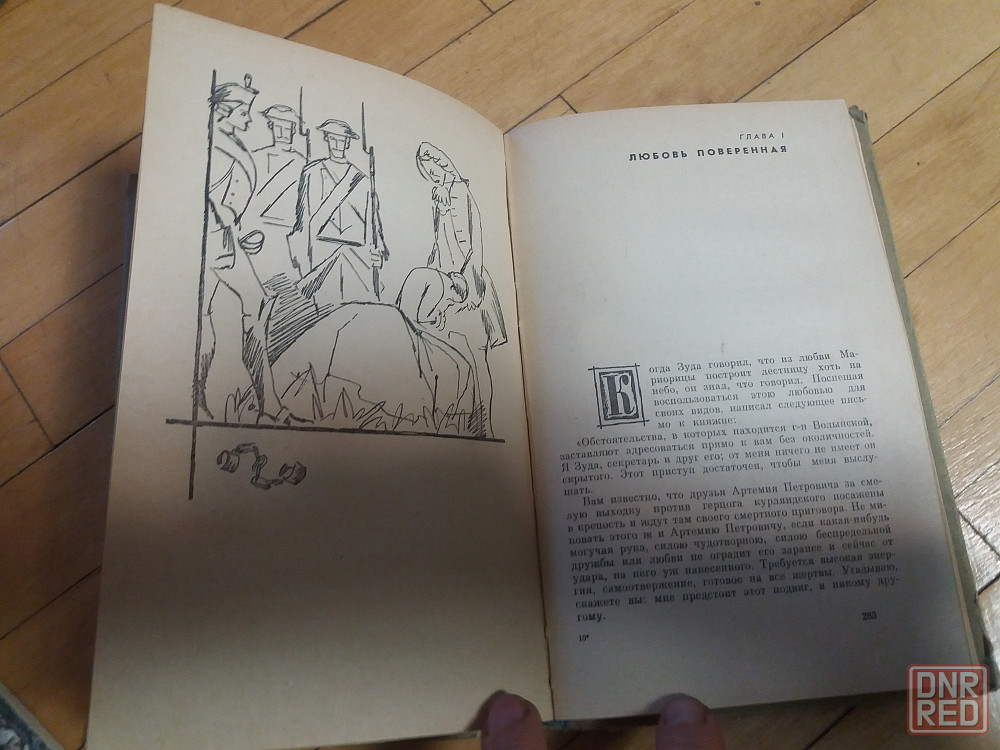 ГЛАВА I
ЛЮБОВЬ ПОВЕРЕННАЯ
Когда Зуда говорил, что из любви Ма-
риорицы построит лестницу хоть на
небо, он знал, что говорил. Поспешая
воспользоваться этою любовью для
своих видов, написал следующее пись-
мо к княжне:
«Обстоятельства, в которых находится г-н Волынской,
заставляют адресоваться прямо к вам без околичностей.
Я Зуда, секретарь и друг его; от меня ничего не имеет он
скрытого. Этот приступ достаточен, чтобы меня выслу-
шать.
Вам известно, что друзья Артемия Петровича за сме-
лую выходку против герцога курляндского посажены
в крепость и ждут там своего смертного приговора. Не ми-
новать этого ж и Артемию Петровичу, если какая-нибудь
могучая рука, силою чудотворною, силою беспредельной
дружбы или любви не оградит его заранее и сейчас от
удара, на него уж нанесенного. Требуется высокая энер-
гия, самоотвержение, готовое на все жертвы. Угадываю,
скажете вы: мне предстоит этот подвиг, и никому дру-
гому.
283
10*
DNR
RED